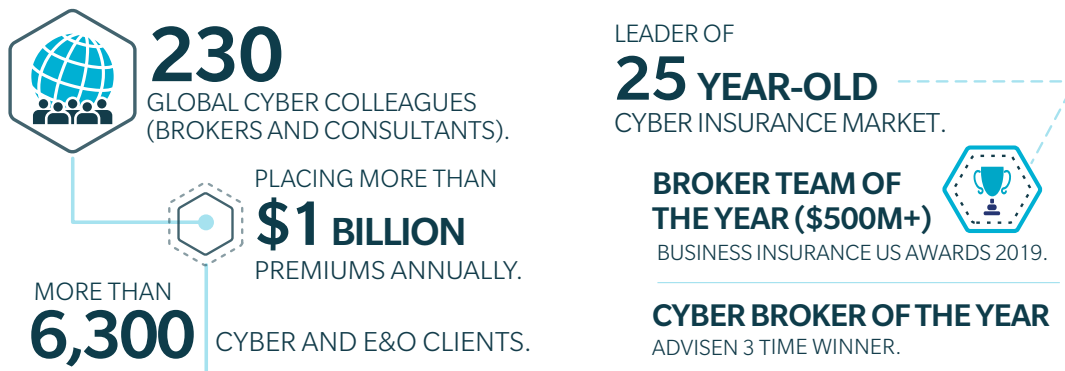 230
GLOBAL CYBER COLLEAGUES
(BROKERS AND CONSULTANTS).
PLACING MORE THAN
$1 BILLION
PREMIUMS ANNUALLY.
MORE THAN
6,300 CYBER AND E&O CLIENTS.
LEADER OF
25 YEAR-OLD
CYBER INSURANCE MARKET.
BROKER TEAM OF
THE YEAR ($500M+)
BUSINESS INSURANCE US AWARDS 2019.
CYBER BROKER OF THE YEAR
ADVISEN 3 TIME WINNER.